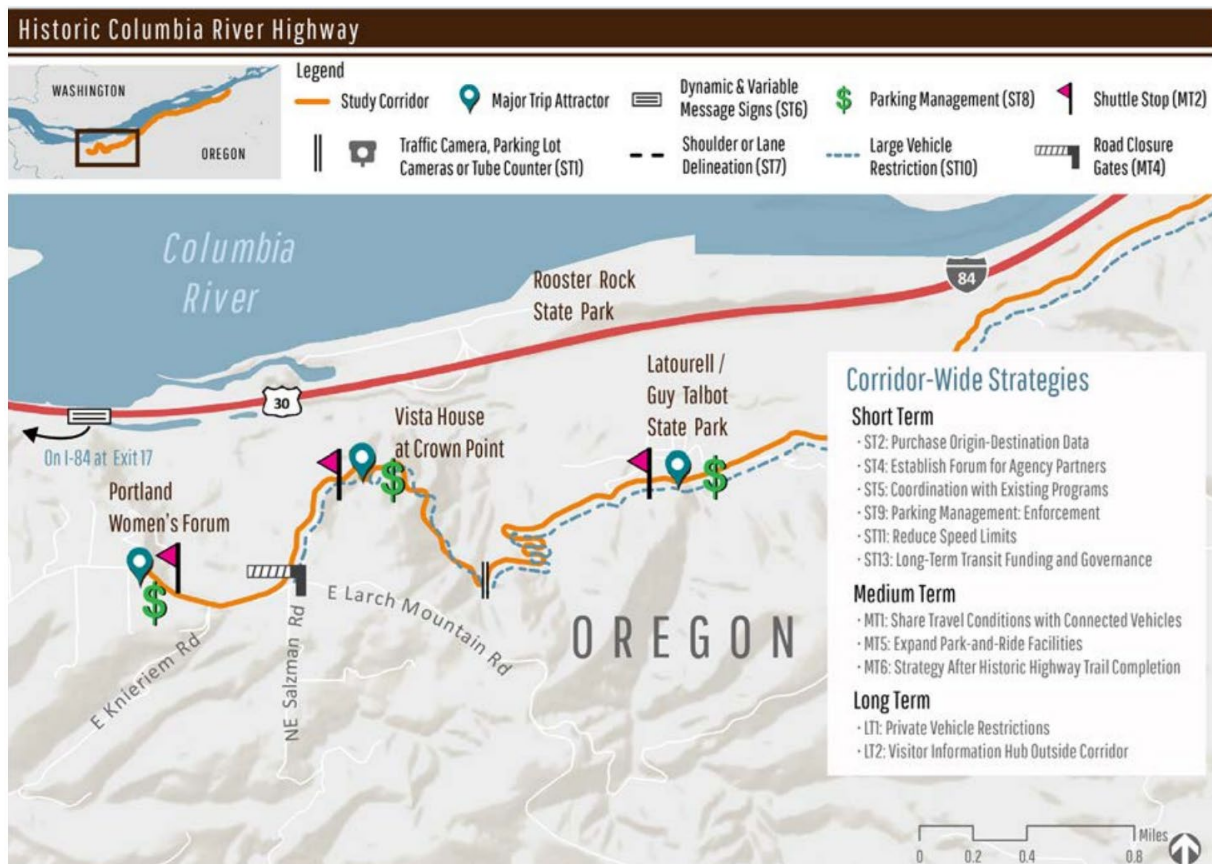 Historic Columbia River Highway
WASHINGTON
OREGON
Legend
Study Corridor
Major Trip Attractor
Dynamic & Variable
Message Signs (ST6)
Parking Management (ST8)
Shuttle Stop (MT2)
Traffic Camera, Parking Lot
Cameras or Tube Counter (ST1)
Shoulder or Lane
Delineation (ST7)
Large Vehicle
Restriction (ST10)
Road Closure
Gates (MT4)
Columbia
River
Rooster Rock
State Park
84
30
On I-84 at Exit 17
Portland
Women's Forum
Vista House
at Crown Point
Latourell /
Guy Talbot
State Park
E Knieriem Rd
NE Salzman Rd
E Larch Mountain Rd
OREGON
Corridor-Wide Strategies
Short Term
· ST2: Purchase Origin-Destination Data
· ST4: Establish Forum for Agency Partners
· ST5: Coordination with Existing Programs
· ST9: Parking Management: Enforcement
· ST11: Reduce Speed Limits
· ST13: Long-Term Transit Funding and Governance
Medium Term
· MT1: Share Travel Conditions with Connected Vehicles
· MT5: Expand Park-and-Ride Facilities
· MT6: Strategy After Historic Highway Trail Completion
Long Term
· LT1: Private Vehicle Restrictions
· LT2: Visitor Information Hub Outside Corridor
Miles
0 0.2 0.4 0.8